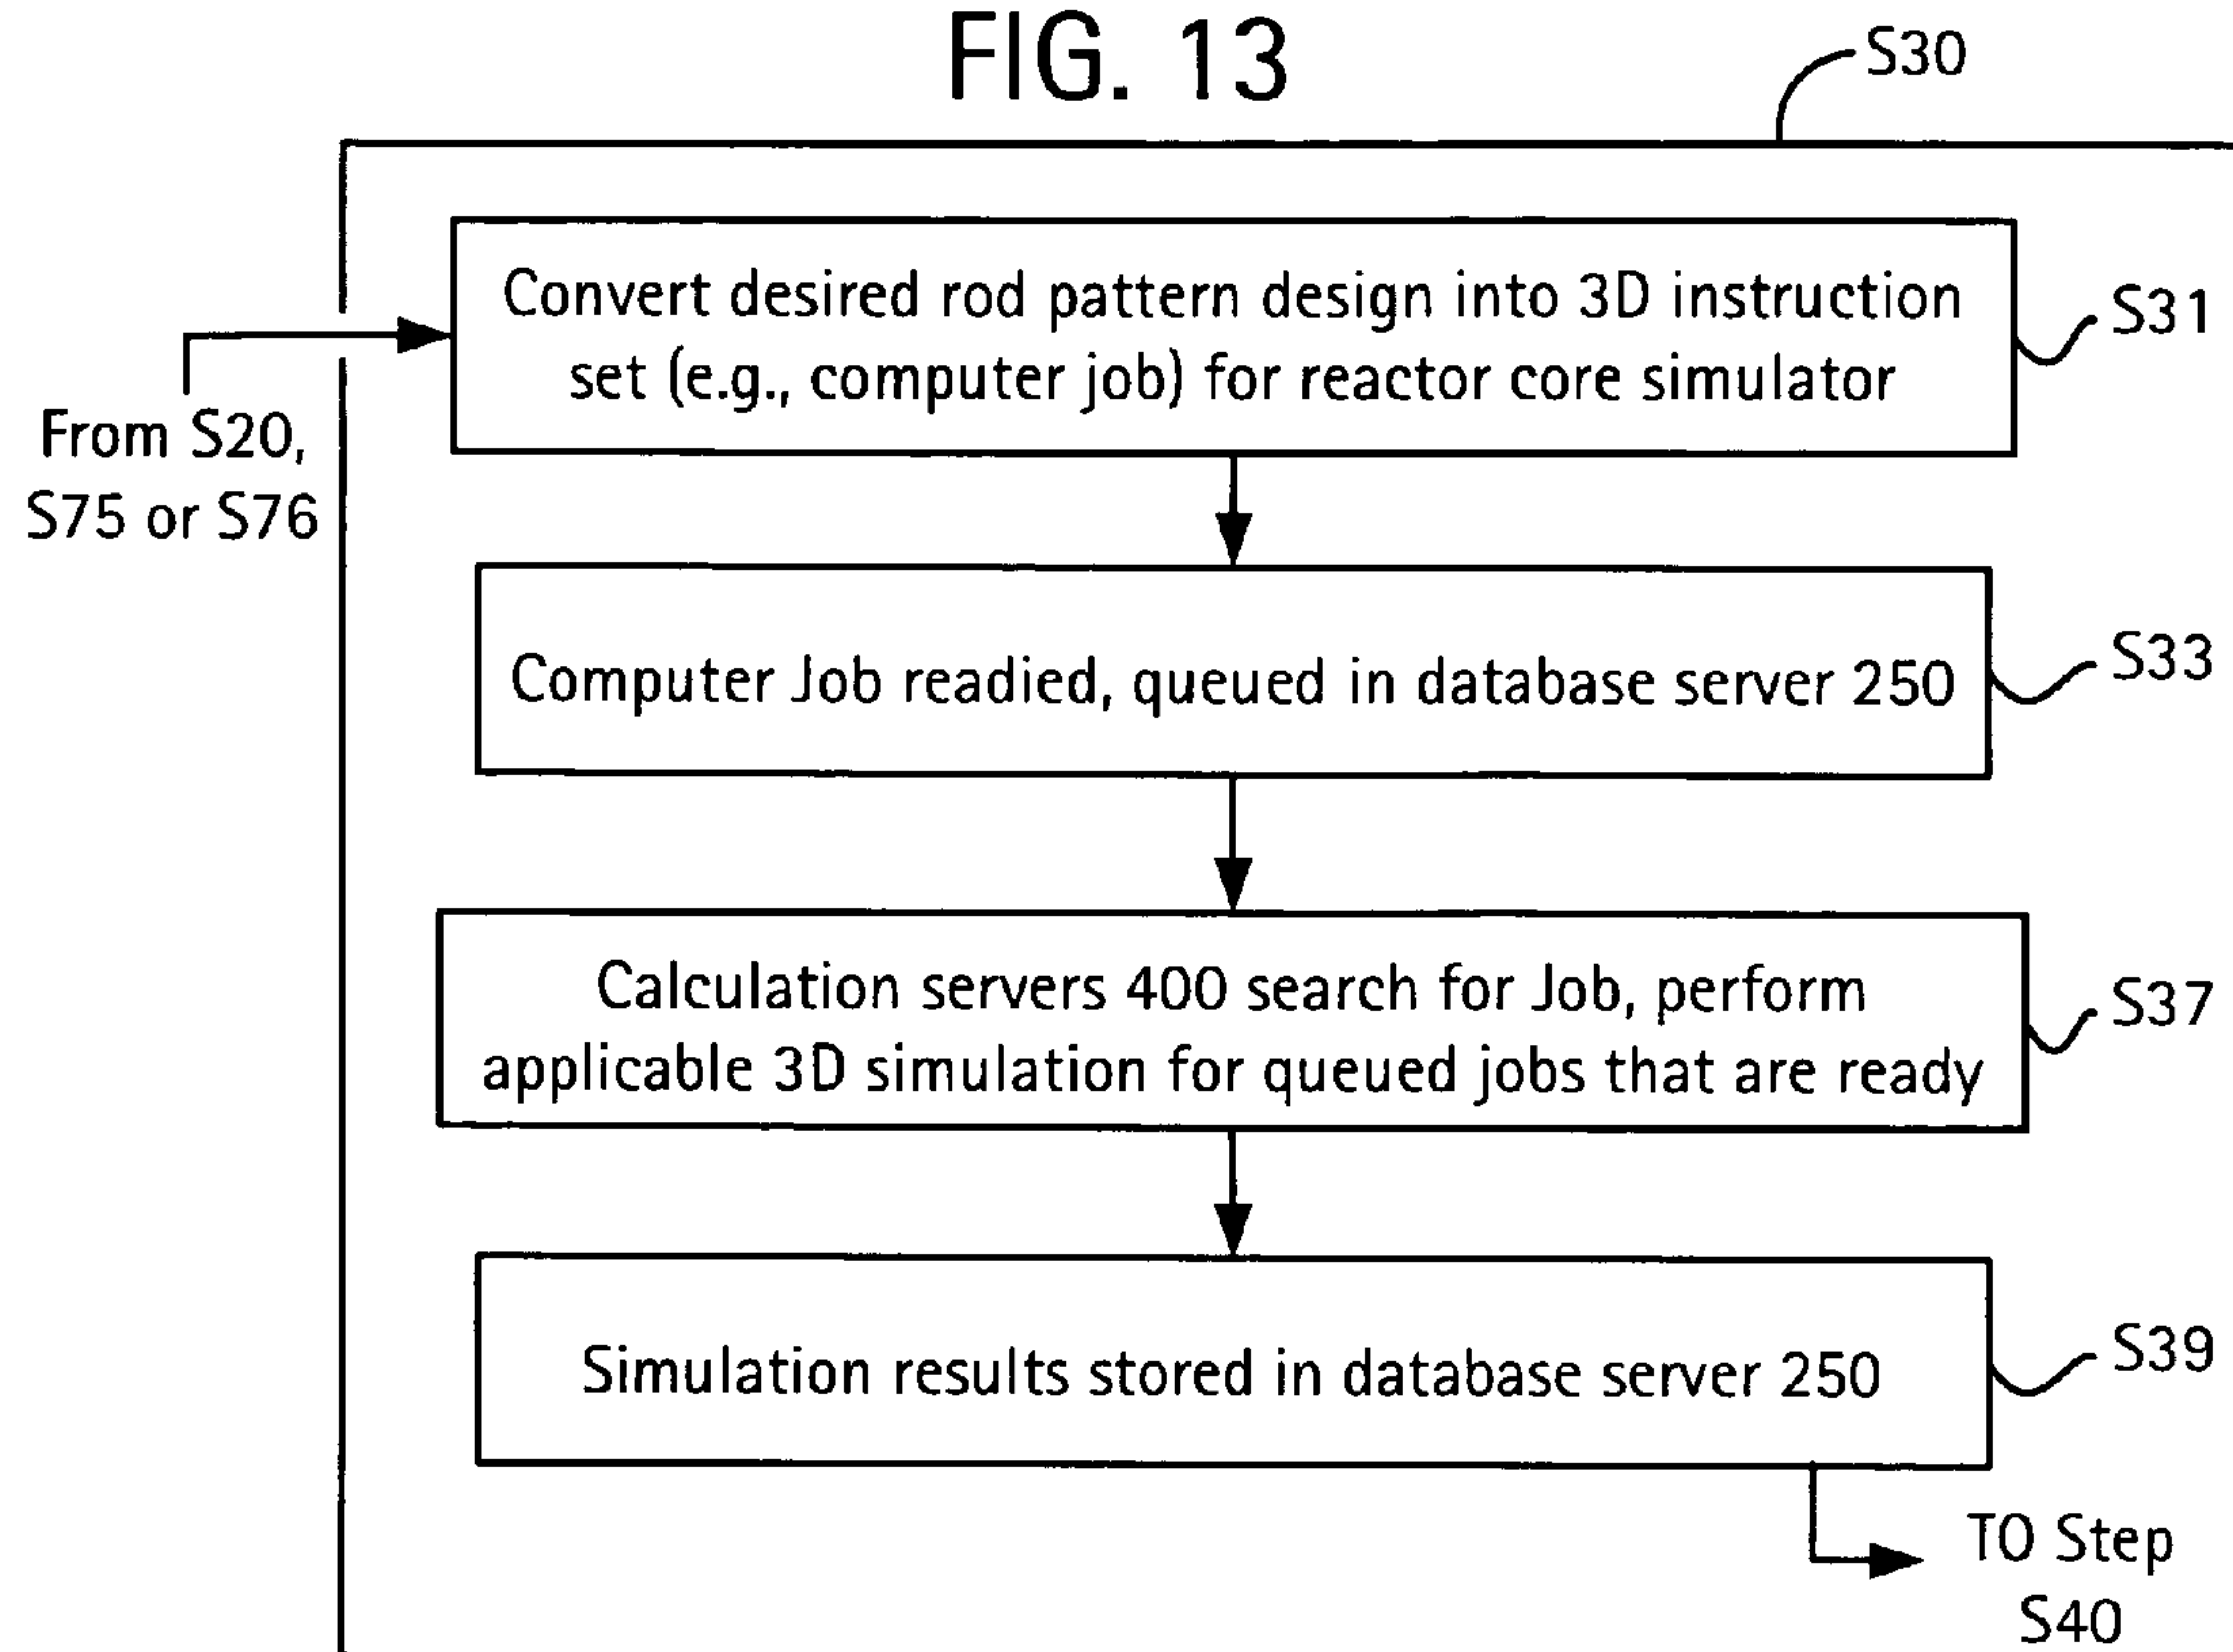 FIG. 13
S30
Convert desired rod pattern design into 3D instruction
set (e.g., computer job) for reactor core simulator
S31
From S20,
S75 or S76
Computer Job readied, queued in database server 250
S33
Calculation servers 400 search for Job, perform
applicable 3D simulation for queued jobs that are ready
S37
Simulation results stored in database server 250
S39
TO Step
S40